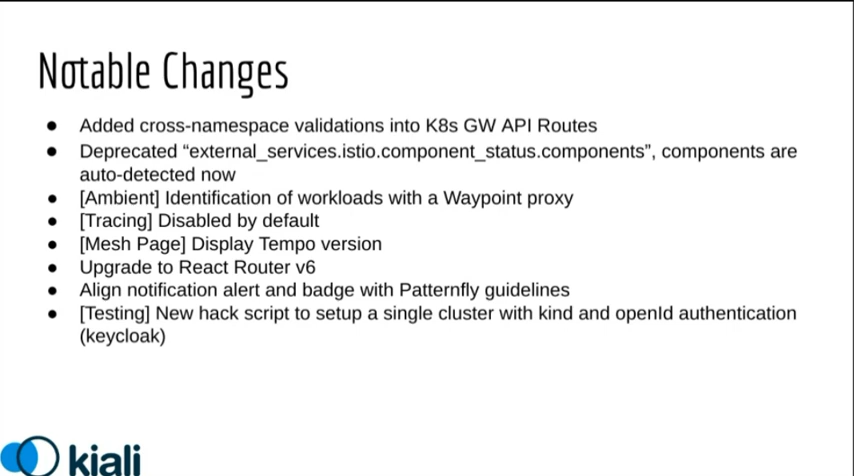 Notable Changes
● Added cross-namespace validations into K8s GW API Routes
● Deprecated “external_services.istio.component_status.components”, components are
auto-detected now
● [Ambient] Identification of workloads with a Waypoint proxy
● [Tracing] Disabled by default
● [Mesh Page] Display Tempo version
● Upgrade to React Router v6
● Align notification alert and badge with Patternfly guidelines
● [Testing] New hack script to setup a single cluster with kind and openId authentication
(keycloak)
kiali